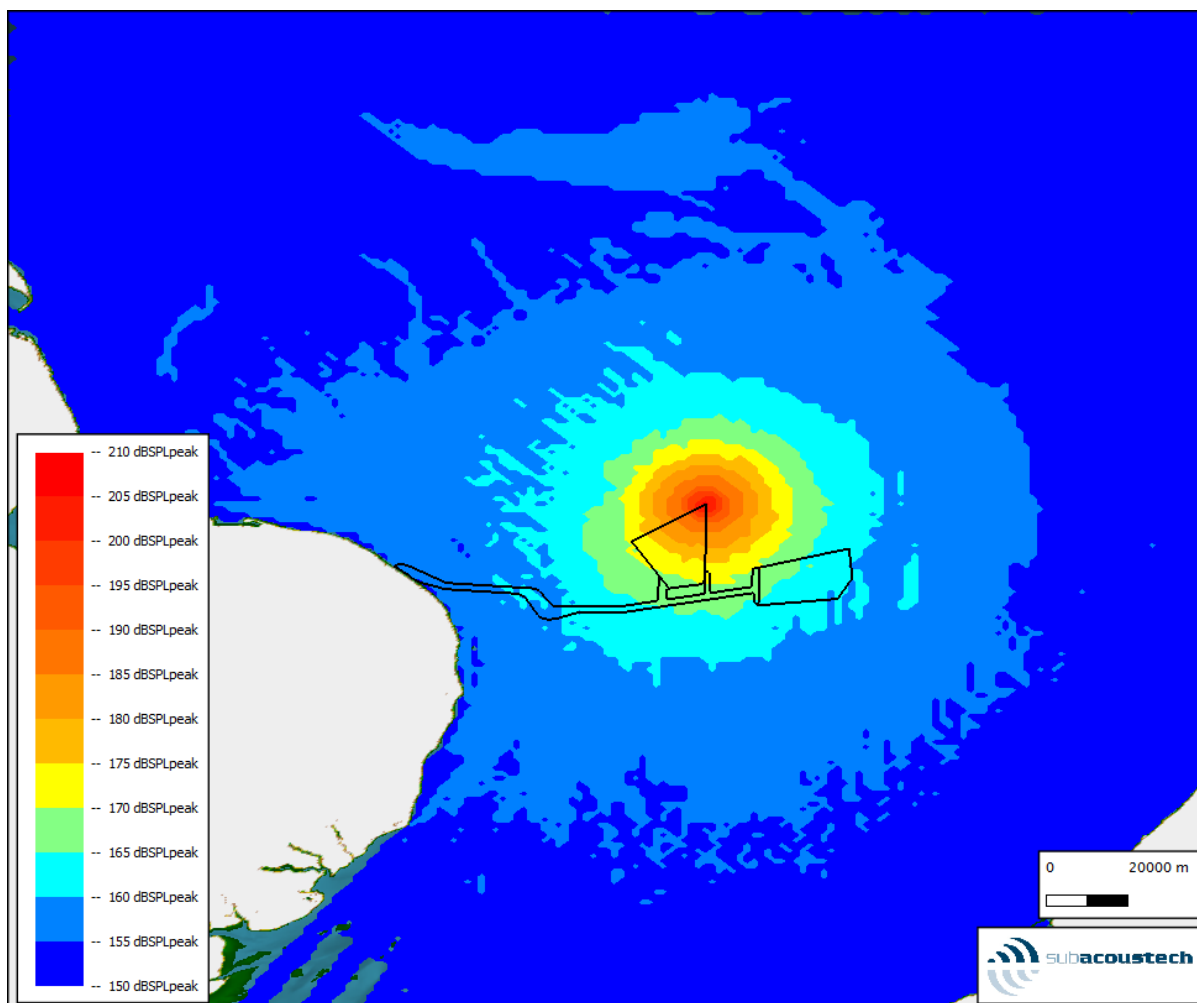 -- 210 dBSPLpeak
-- 205 dBSPLpeak
-- 200 dBSPLpeak
-- 195 dBSPLpeak
-- 190 dBSPLpeak
-- 185 dBSPLpeak
-- 180 dBSPLpeak
-- 175 dBSPLpeak
-- 170 dBSPLpeak
-- 165 dBSPLpeak
-- 160 dBSPLpeak
-- 155 dBSPLpeak
-- 150 dBSPLpeak
0 20000 m
subacoustech